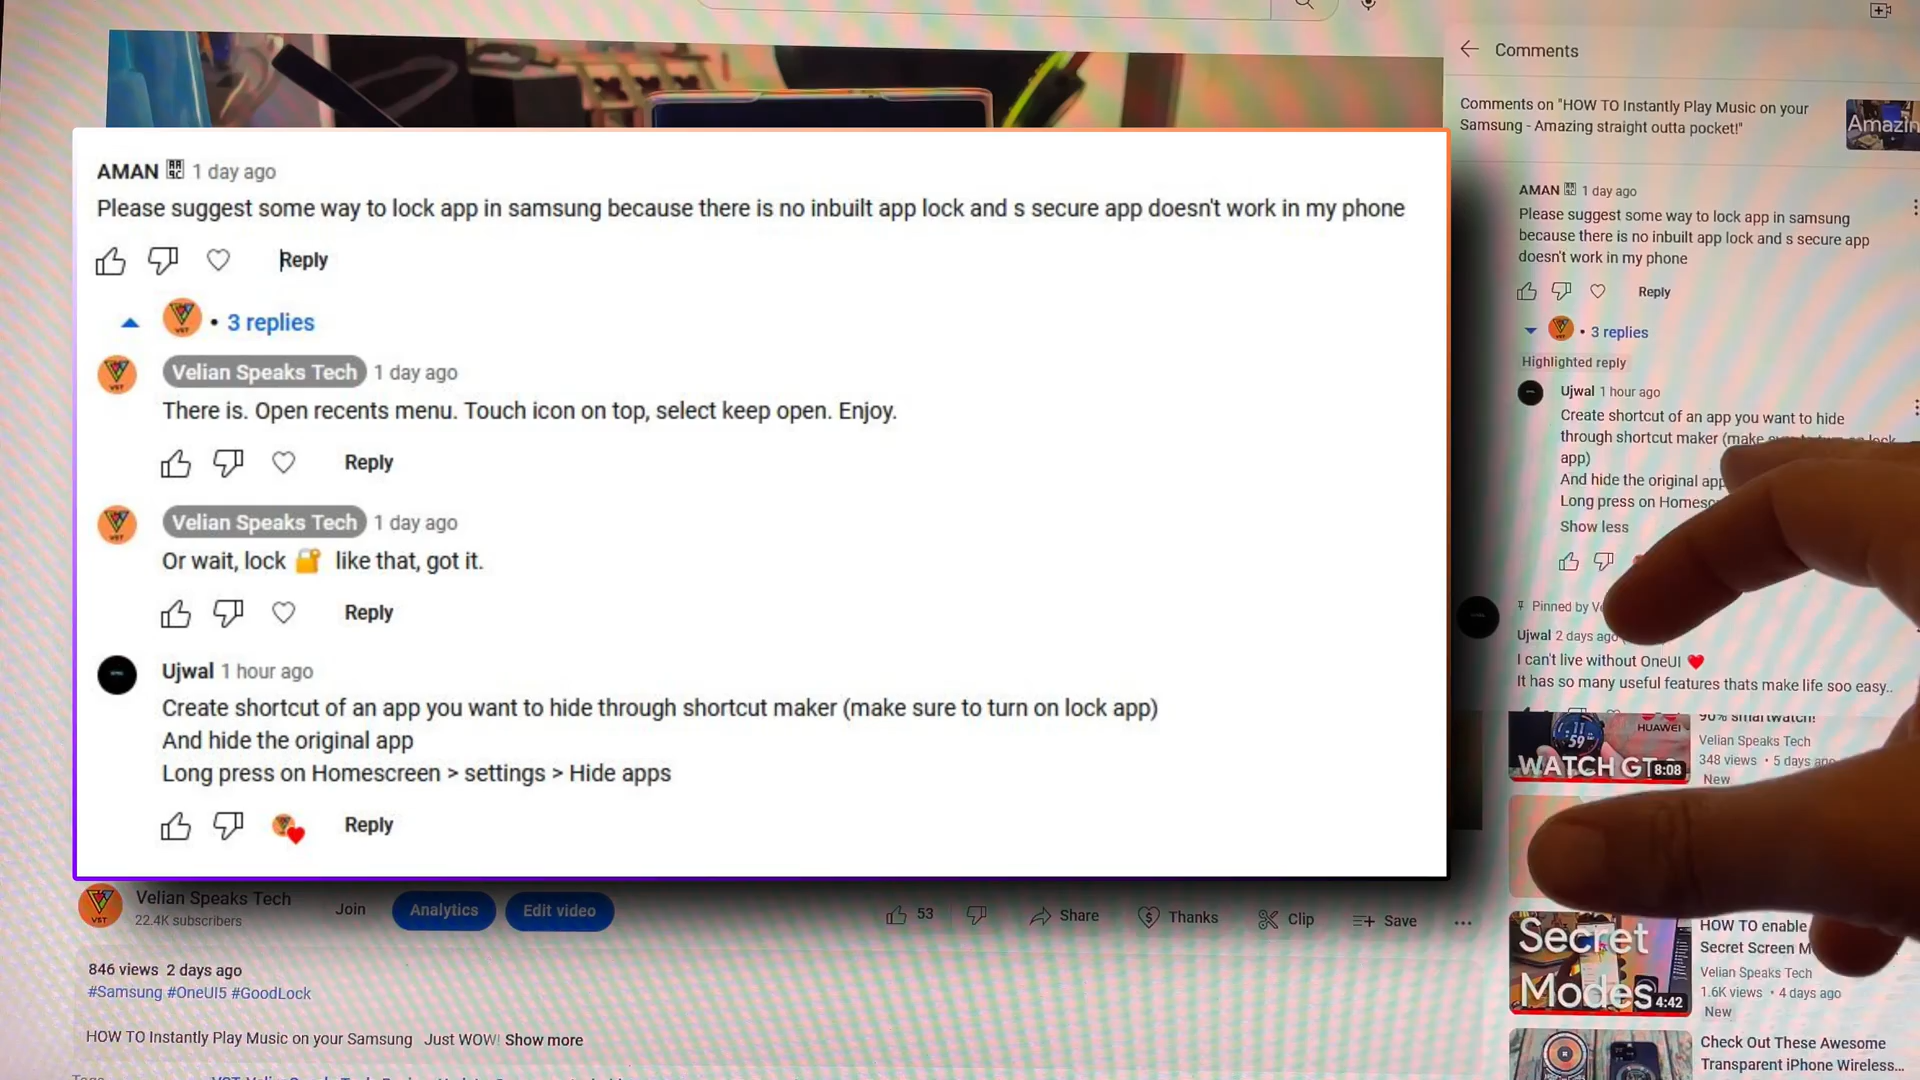 Comments
Comments on "HOW TO Instantly Play Music on your
Samsung - Amazing straight outta pocket!"
Amazin
AMAN 1 day ago
Please suggest some way to lock app in samsung because there is no inbuilt app lock and s secure app doesn't work in my phone
Reply
• 3 replies
Velian Speaks Tech 1 day ago
There is. Open recents menu. Touch icon on top, select keep open. Enjoy.
Reply
Velian Speaks Tech 1 day ago
Or wait, lock 🔐 like that, got it.
Reply
Ujwal 1 hour ago
Create shortcut of an app you want to hide through shortcut maker (make sure to turn on lock app)
And hide the original app
Long press on Homescreen > settings > Hide apps
Reply
AMAN 1 day ago
Please suggest some way to lock app in samsung
because there is no inbuilt app lock and s secure app
doesn't work in my phone
Reply
• 3 replies
Highlighted reply
Ujwal 1 hour ago
Create shortcut of an app you want to hide
through shortcut maker (make lock
app)
And hide the original app
Long press on
Show less
Pinned by
Ujwal 2 days ago
I can't live without OneUI ❤️
It has so many useful features thats make life soo easy..
HUAWEI
WATCH GT
8:08
90% smartwatch!
Velian Speaks Tech
348 views • 5 days ago
New
Secret
Modes
4:42
HOW TO enable
Secret Screen
Velian Speaks Tech
1.6K views • 4 days ago
New
Check Out These Awesome
Transparent iPhone Wireless...
VST
Velian Speaks Tech
22.4K subscribers
Join
Analytics
Edit video
53
Share
Thanks
Clip
Save
846 views 2 days ago
#Samsung #OneUI5 #GoodLock
HOW TO Instantly Play Music on your Samsung Just WOW! Show more